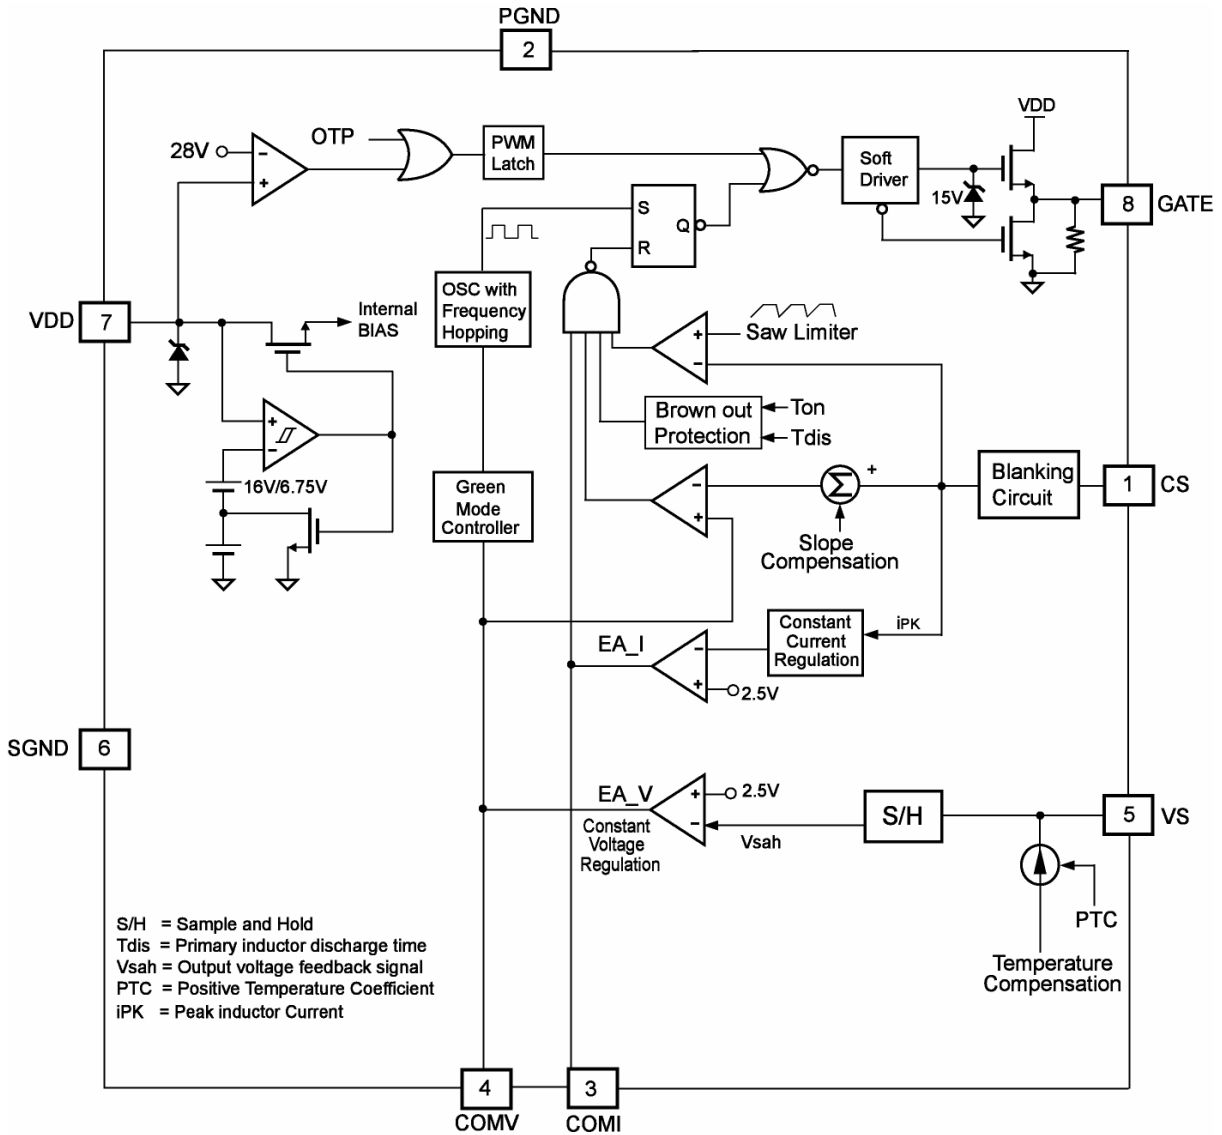 PGND
2
VDD
28V
OTP
PWM
Latch
Soft
Driver
15V
8
GATE
S
Q
R
OSC with
Frequency
Hopping
VDD
7
Internal
BIAS
Saw Limiter
Brown out
Protection
Ton
Tdis
16V/6.75V
Green
Mode
Controller
Σ
+
Slope
Compensation
Blanking
Circuit
1
CS
EA_I
Constant
Current
Regulation
iPK
2.5V
SGND
6
EA_V
Constant
Voltage
Regulation
2.5V
Vsah
S/H
5
VS
PTC
Temperature
Compensation
S/H = Sample and Hold
Tdis = Primary inductor discharge time
Vsah = Output voltage feedback signal
PTC = Positive Temperature Coefficient
iPK = Peak inductor Current
4
COMV
3
COMI